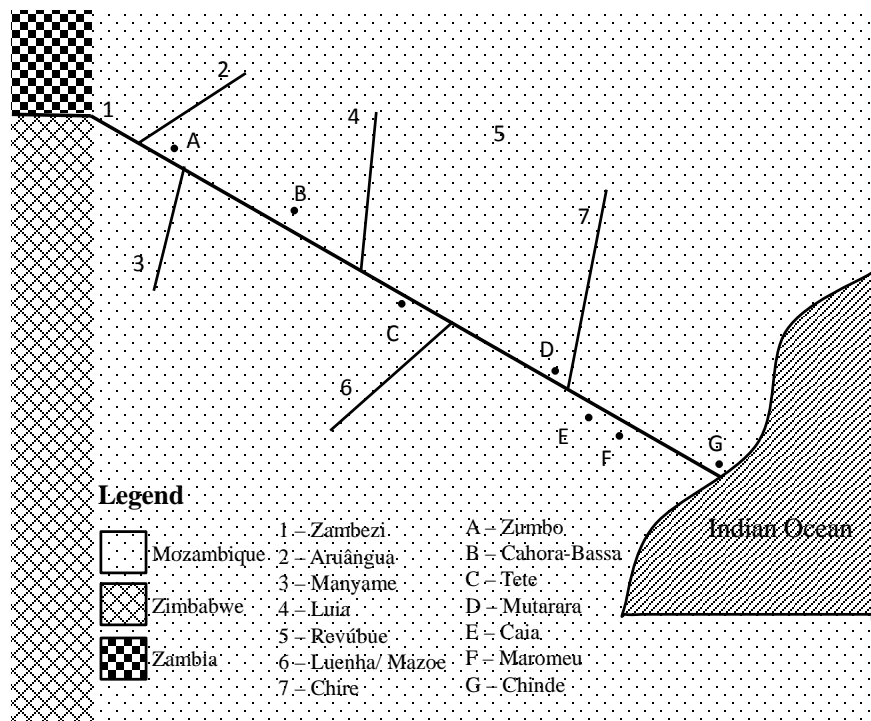 2
1
4
5
A
B
7
3
C
D
6
E
F
G
Legend
Indian Ocean
Mozambique
Zimbabwe
Zambia
1 – Zambezi
2 – Aruângua
3 – Manyame
4 – Luia
5 – Revúbue
6 – Luenha/ Mazoe
7 – Chire
A – Zumbo
B – Cahora-Bassa
C – Tete
D – Mutarara
E – Caia
F – Maromeu
G – Chinde